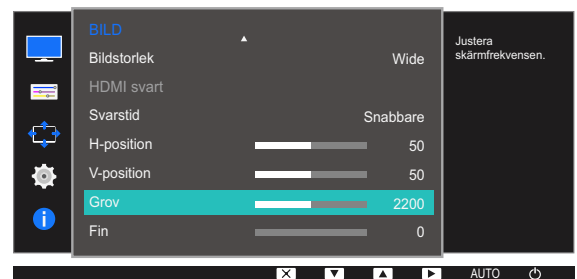 BILD
Bildstorlek Wide
HDMI svart
Svarstid Snabbare
H-position 50
V-position 50
Grov 2200
Fin 0
Justera
skärmfrekvensen.
AUTO